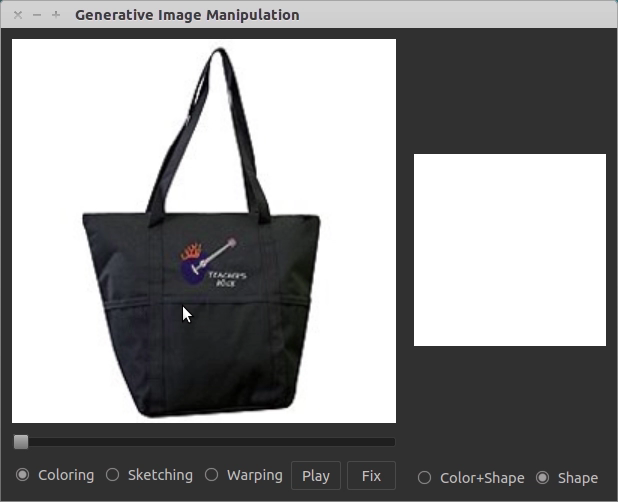 Generative Image Manipulation
TEACHERS
ROCK
Coloring
Sketching
Warping
Play
Fix
Color+Shape
Shape